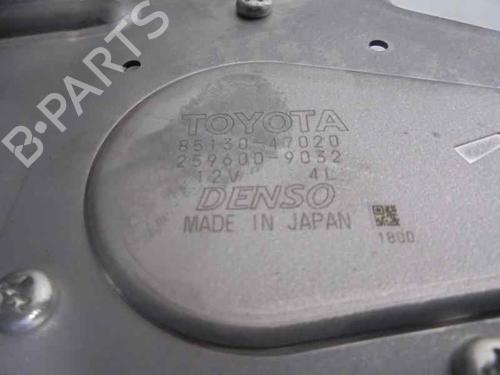 B-PARTS
TOYOTA
85130-47020
259600-9032
12V 4L
DENSO
MADE IN JAPAN
1800